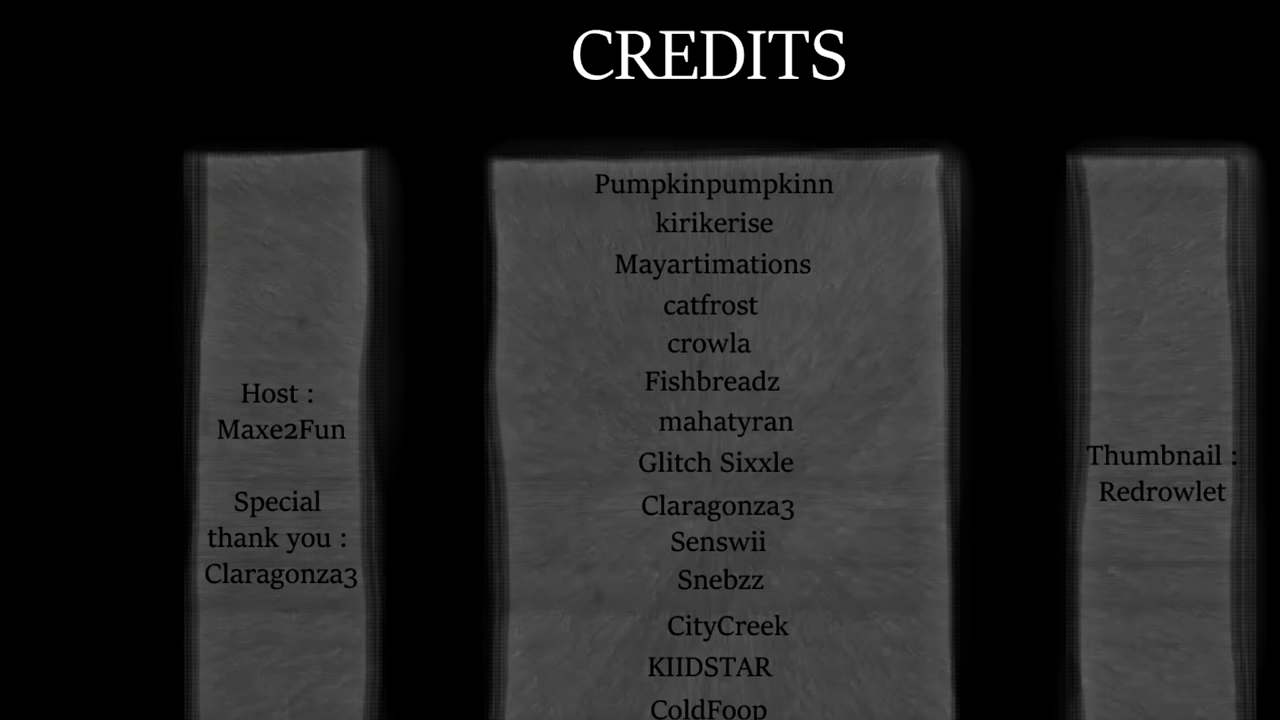 CREDITS
Host :
Maxe2Fun
Special
thank you :
Claragonza3
Pumpkinpumpkinn
kirikerise
Mayartimations
catfrost
crowla
Fishbreadz
mahatyran
Glitch Sixxle
Claragonza3
Senswii
Snebzz
CityCreek
KIIDSTAR
ColdFoop
Thumbnail :
Redrowlet